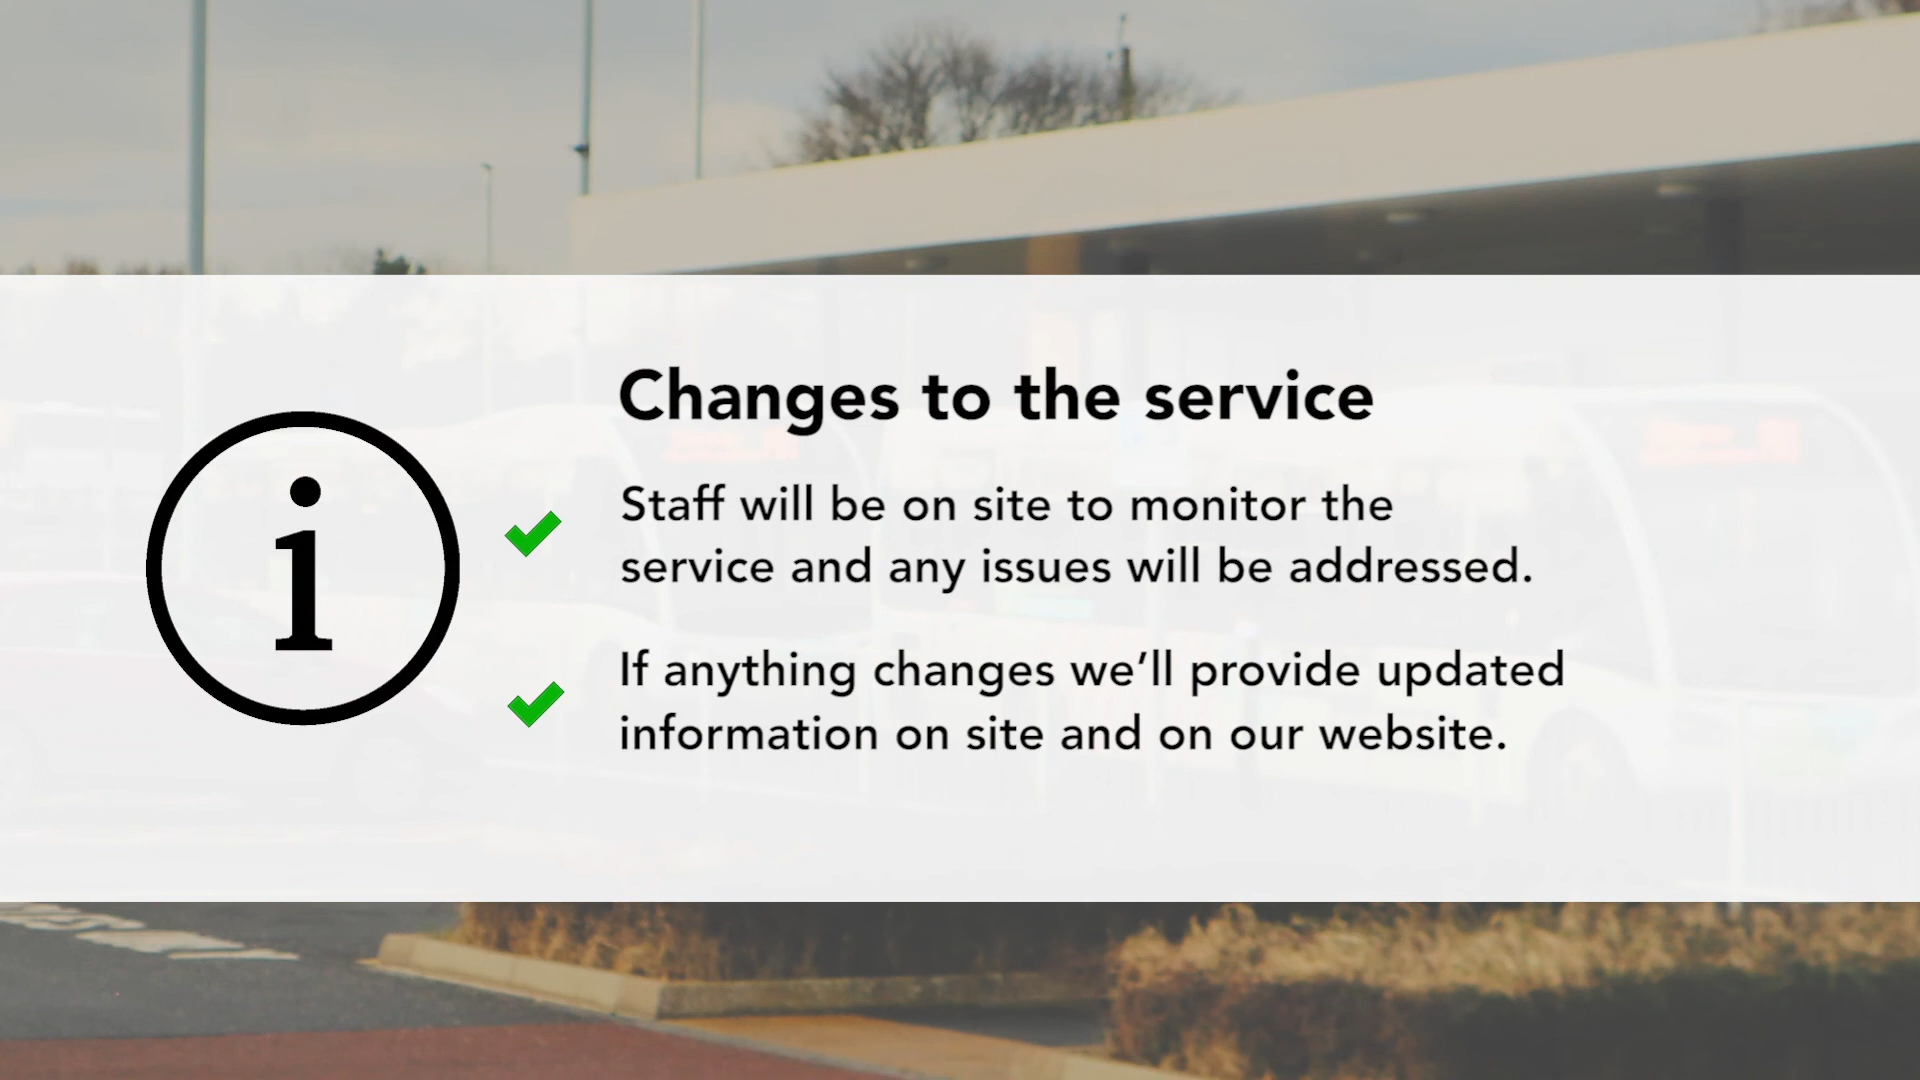 Changes to the service
Staff will be on site to monitor the
service and any issues will be addressed.
If anything changes we’ll provide updated
information on site and on our website.